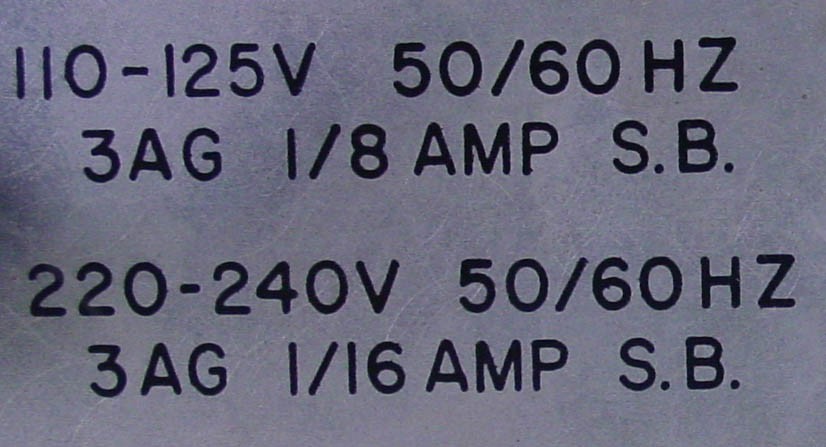 110-125V 50/60 HZ
3AG 1/8 AMP S.B.
220-240V 50/60 HZ
3AG 1/16 AMP S.B.